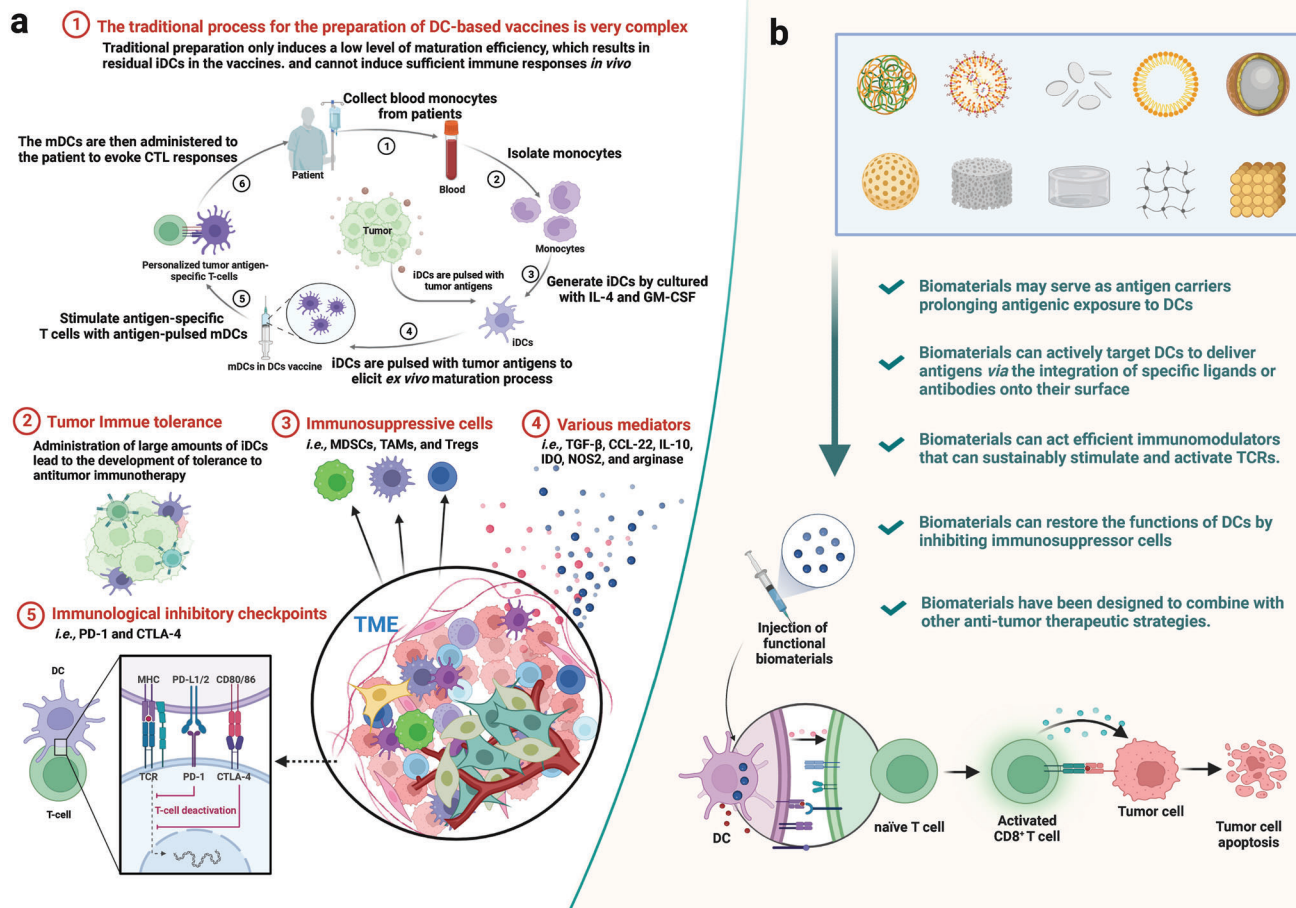 a
1 The traditional process for the preparation of DC-based vaccines is very complex
Traditional preparation only induces a low level of maturation efficiency, which results in
residual iDCs in the vaccines. and cannot induce sufficient immune responses in vivo
Collect blood monocytes
from patients
The mDCs are then administered to
the patient to evoke CTL responses
1
Patient
Blood
Isolate monocytes
2
6
Tumor
Monocytes
Personalized tumor antigen-
specific T-cells
iDCs are pulsed with
tumor antigens
3
Generate iDCs by cultured
with IL-4 and GM-CSF
5
Stimulate antigen-specific
T cells with antigen-pulsed mDCs
4
iDCs
mDCs in DCs vaccine
iDCs are pulsed with tumor antigens to
elicit ex vivo maturation process
2 Tumor Immue tolerance
Administration of large amounts of iDCs
lead to the development of tolerance to
antitumor immunotherapy
3 Immunosuppressive cells
i.e., MDSCs, TAMs, and Tregs
4 Various mediators
i.e., TGF-β, CCL-22, IL-10,
IDO, NOS2, and arginase
5 Immunological inhibitory checkpoints
i.e., PD-1 and CTLA-4
TME
DC
MHC PD-L1/2 CD80/86
TCR PD-1 CTLA-4
T-cell deactivation
T-cell
b
Biomaterials may serve as antigen carriers
prolonging antigenic exposure to DCs
Biomaterials can actively target DCs to deliver
antigens via the integration of specific ligands or
antibodies onto their surface
Biomaterials can act efficient immunomodulators
that can sustainably stimulate and activate TCRs.
Biomaterials can restore the functions of DCs by
inhibiting immunosuppressor cells
Biomaterials have been designed to combine with
other anti-tumor therapeutic strategies.
Injection of
functional
biomaterials
DC
naïve T cell
Activated
CD8⁺ T cell
Tumor cell
Tumor cell
apoptosis